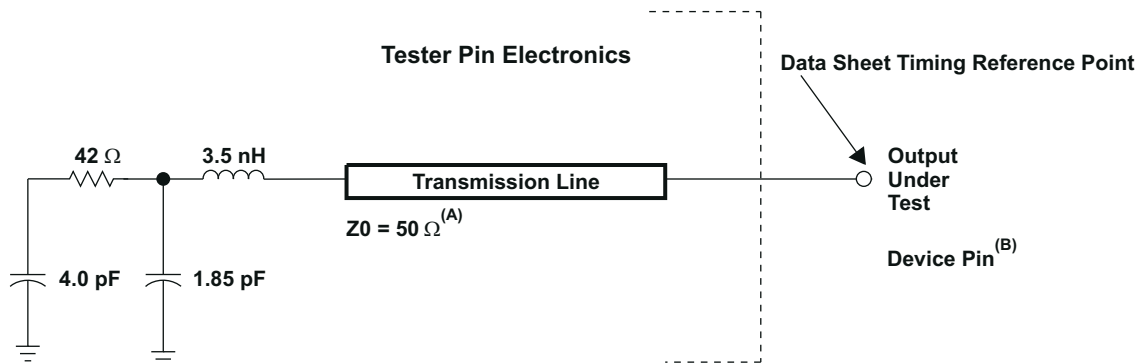 Tester Pin Electronics
Data Sheet Timing Reference Point
42 Ω
3.5 nH
Transmission Line
Output
Under
Test
Z0 = 50 Ω(A)
Device Pin(B)
4.0 pF
1.85 pF